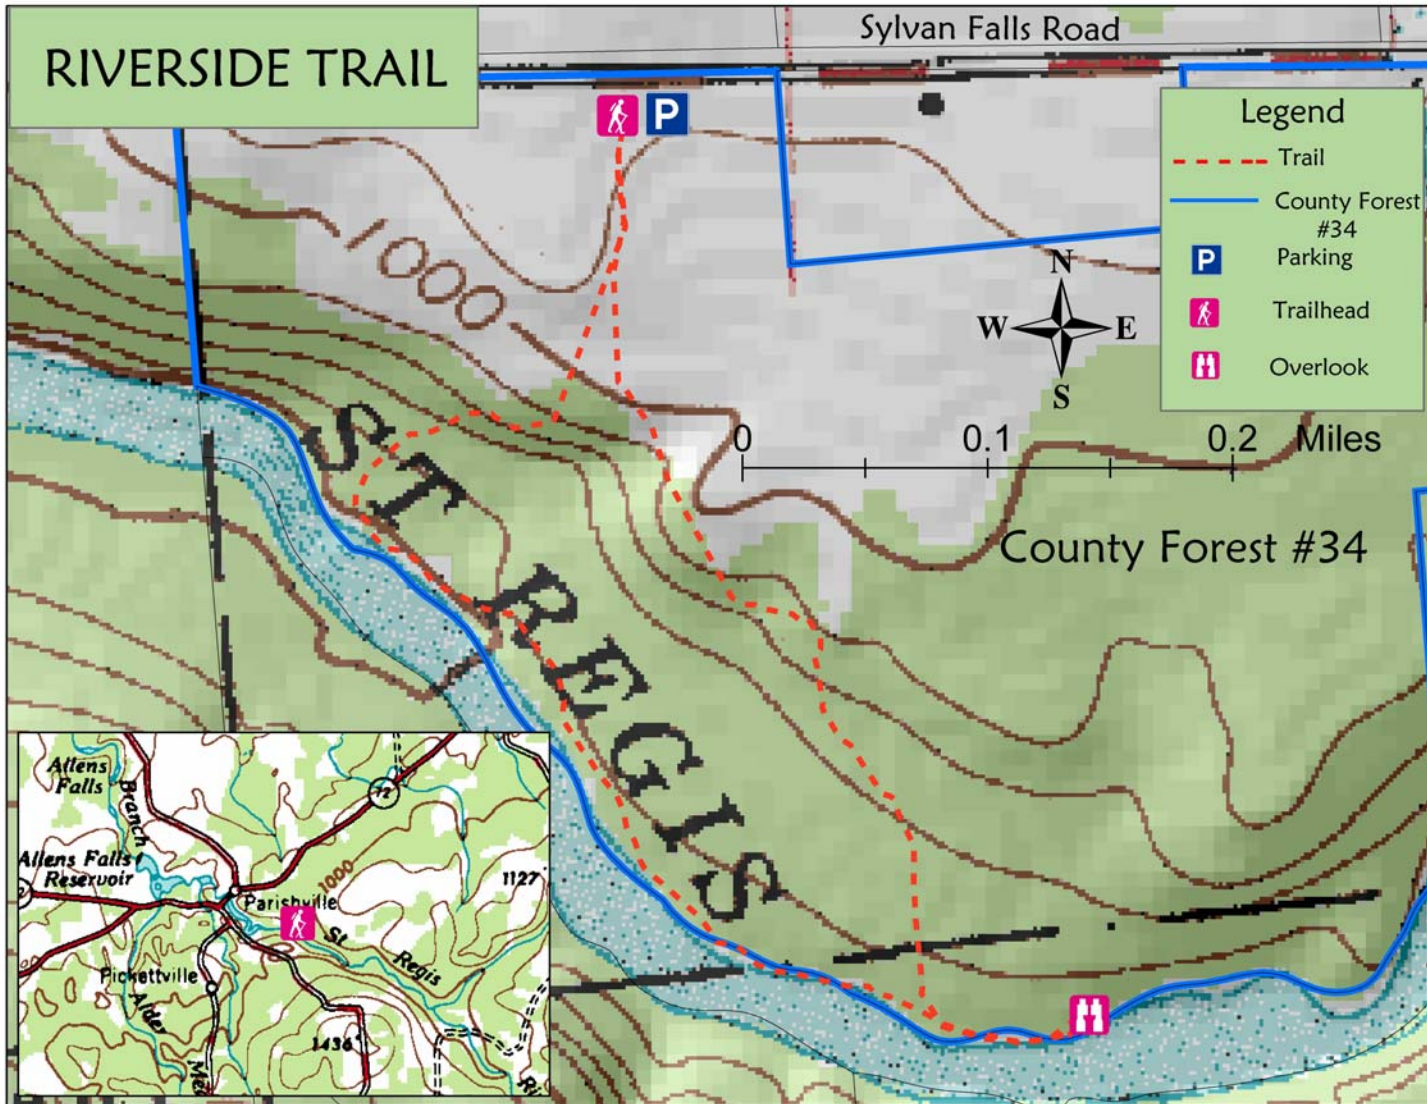 RIVERSIDE TRAIL
Sylvan Falls Road
P
Legend
Trail
County Forest
#34
P
Parking
Trailhead
Overlook
1000
N
W E
S
0 0.1 0.2 Miles
County Forest #34
ST REGIS
Allens
Falls
Branch
72
Allens Falls
Reservoir
1000
1127
Parishville
St
Regis
Pickettville
Alder
1436